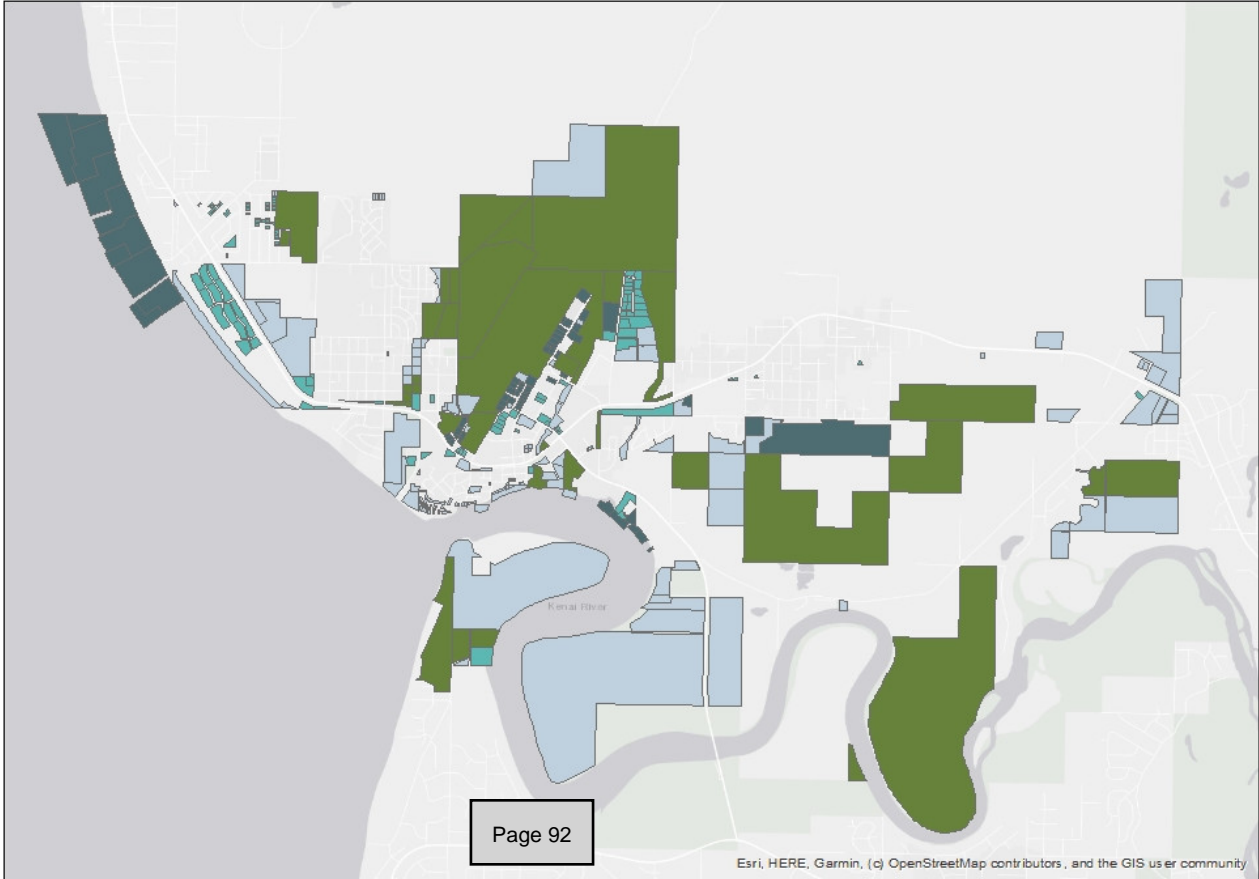 Kenai River
Page 92
Esri, HERE, Garmin, (c) OpenStreetMap contributors, and the GIS user community